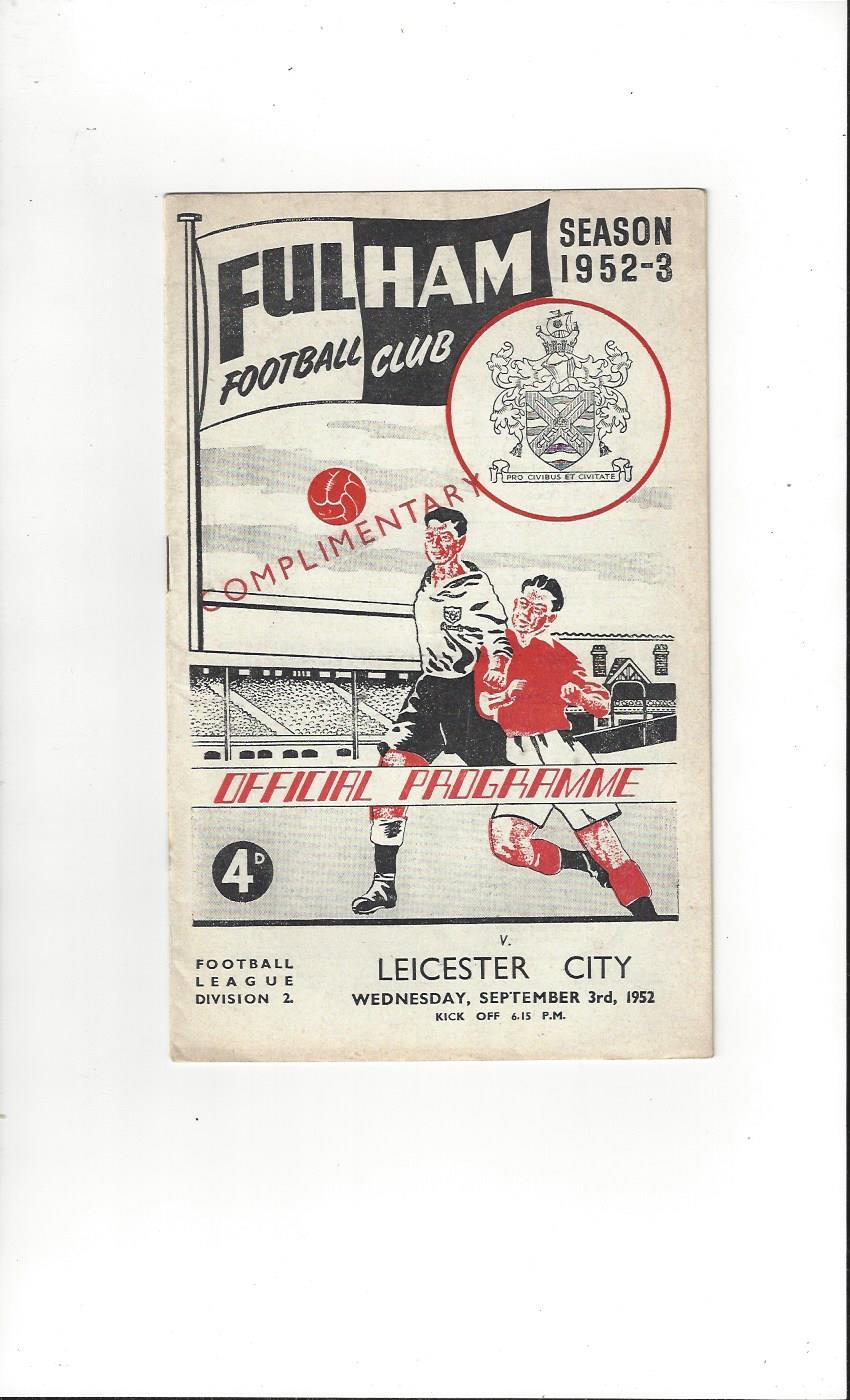 FULHAM
FOOTBALL CLUB
SEASON
1952-3
PRO CIVIBUS ET CIVITATE
COMPLIMENTARY
OFFICIAL PROGRAMME
4D
V.
LEICESTER CITY
WEDNESDAY, SEPTEMBER 3rd, 1952
KICK OFF 6.15 P.M.
FOOTBALL
LEAGUE
DIVISION 2.